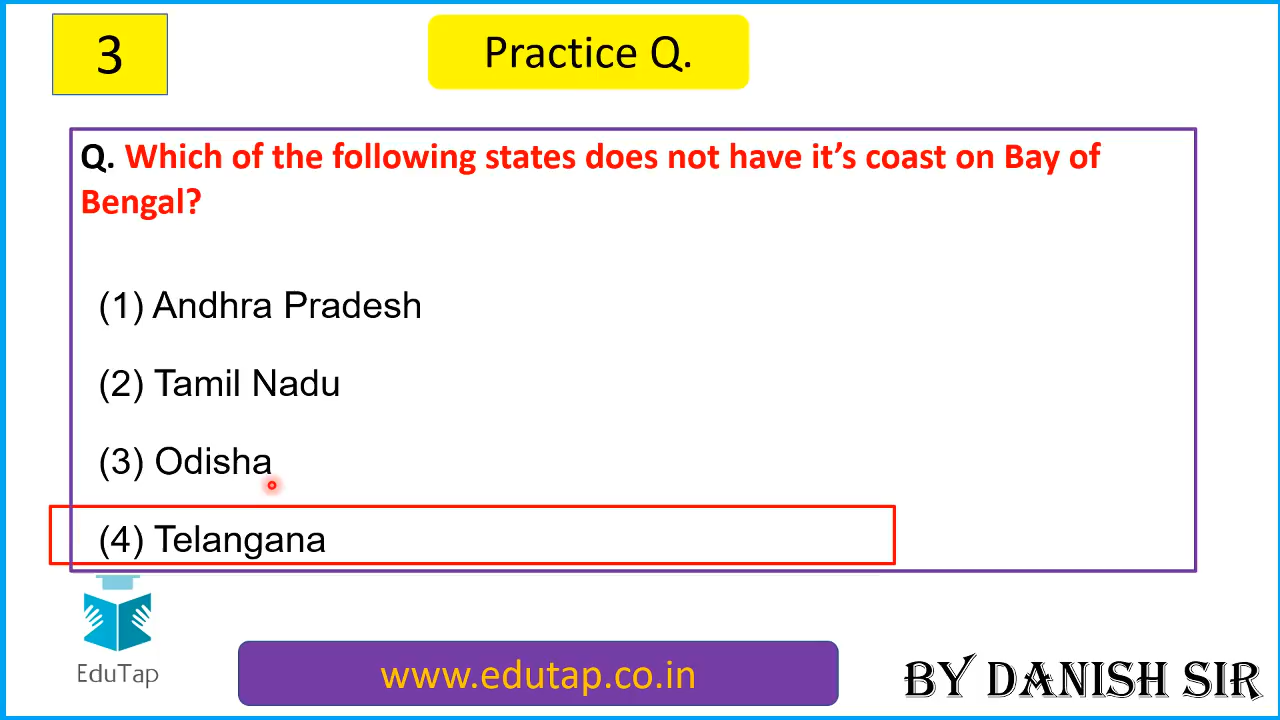 3
Practice Q.
Q. Which of the following states does not have it’s coast on Bay of
Bengal?
(1) Andhra Pradesh
(2) Tamil Nadu
(3) Odisha
(4) Telangana
EduTap
www.edutap.co.in
BY DANISH SIR